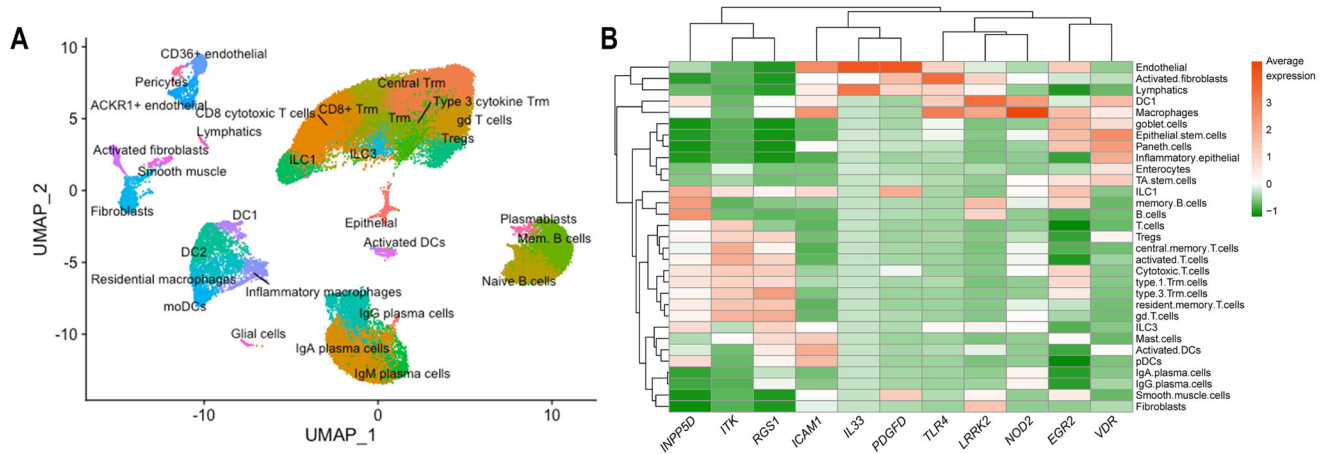 A
B
UMAP_2
10
5
0
-5
-10
-10
0
10
UMAP_1
CD36+ endothelial
Pericytes
ACKR1+ endothelial
CD8 cytotoxic T cells
Lymphatics
Activated fibroblasts
Smooth muscle
Fibroblasts
Central Trm
CD8+ Trm
Type 3 cytokine Trm
Trm
gd T cells
Tregs
ILC1
ILC3
Epithelial
DC1
Activated DCs
DC2
Residential macrophages
Inflammatory macrophages
moDCs
Plasmablasts
Mem. B cells
Naive B cells
IgG plasma cells
Glial cells
IgA plasma cells
IgM plasma cells
Endothelial
Activated.fibroblasts
Lymphatics
DC1
Macrophages
goblet.cells
Epithelial.stem.cells
Paneth.cells
Inflammatory.epithelial
Enterocytes
TA.stem.cells
ILC1
memory.B.cells
B.cells
T.cells
Tregs
central.memory.T.cells
activated.T.cells
Cytotoxic.T.cells
type.1.Trm.cells
type.3.Trm.cells
resident.memory.T.cells
gd.T.cells
ILC3
Mast.cells
Activated.DCs
pDCs
IgA.plasma.cells
IgG.plasma.cells
Smooth.muscle.cells
Fibroblasts
INPP5D
ITK
RGS1
ICAM1
IL33
PDGFD
TLR4
LRRK2
NOD2
EGR2
VDR
Average
expression
3
2
1
0
−1